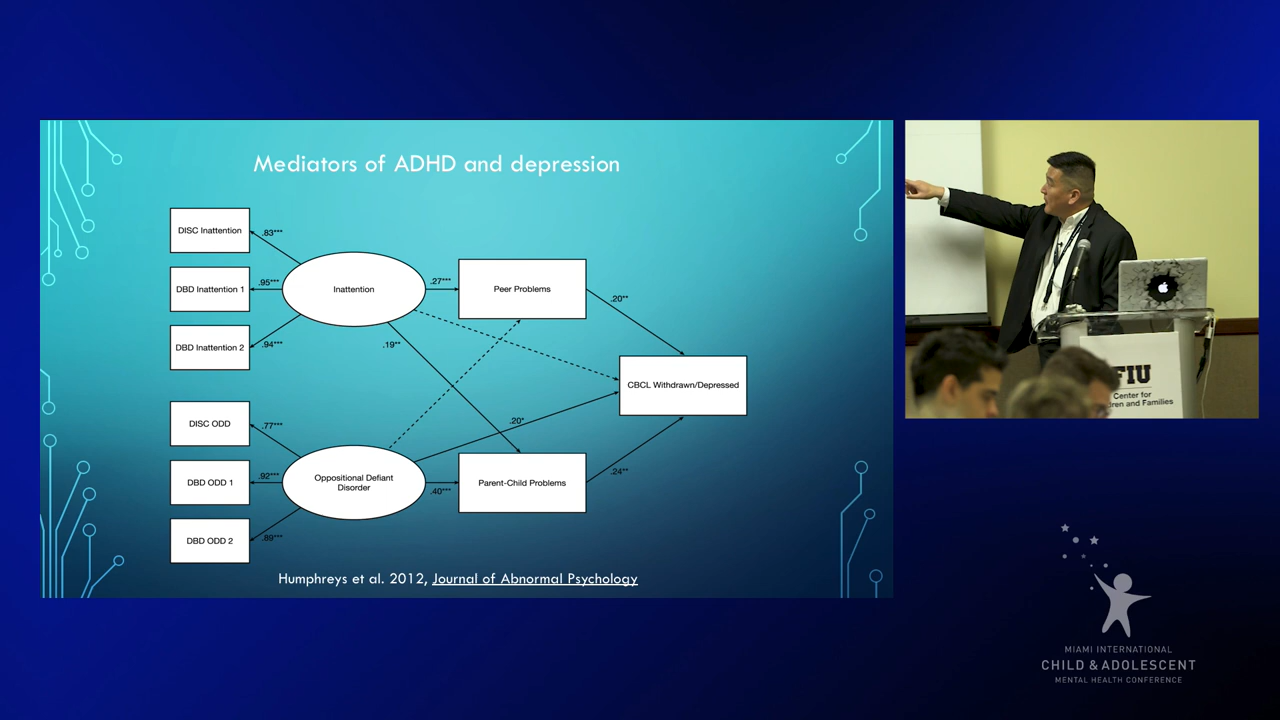 Mediators of ADHD and depression
DISC Inattention
.83***
DBD Inattention 1
.95***
Inattention
.27***
Peer Problems
.20**
DBD Inattention 2
.94***
.19**
CBCL Withdrawn/Depressed
DISC ODD
.77***
.20*
DBD ODD 1
.92***
Oppositional Defiant
Disorder
.40***
Parent-Child Problems
.24**
DBD ODD 2
.89***
Humphreys et al. 2012, Journal of Abnormal Psychology
FIU
Center for
and Families
MIAMI INTERNATIONAL
CHILD & ADOLESCENT
MENTAL HEALTH CONFERENCE